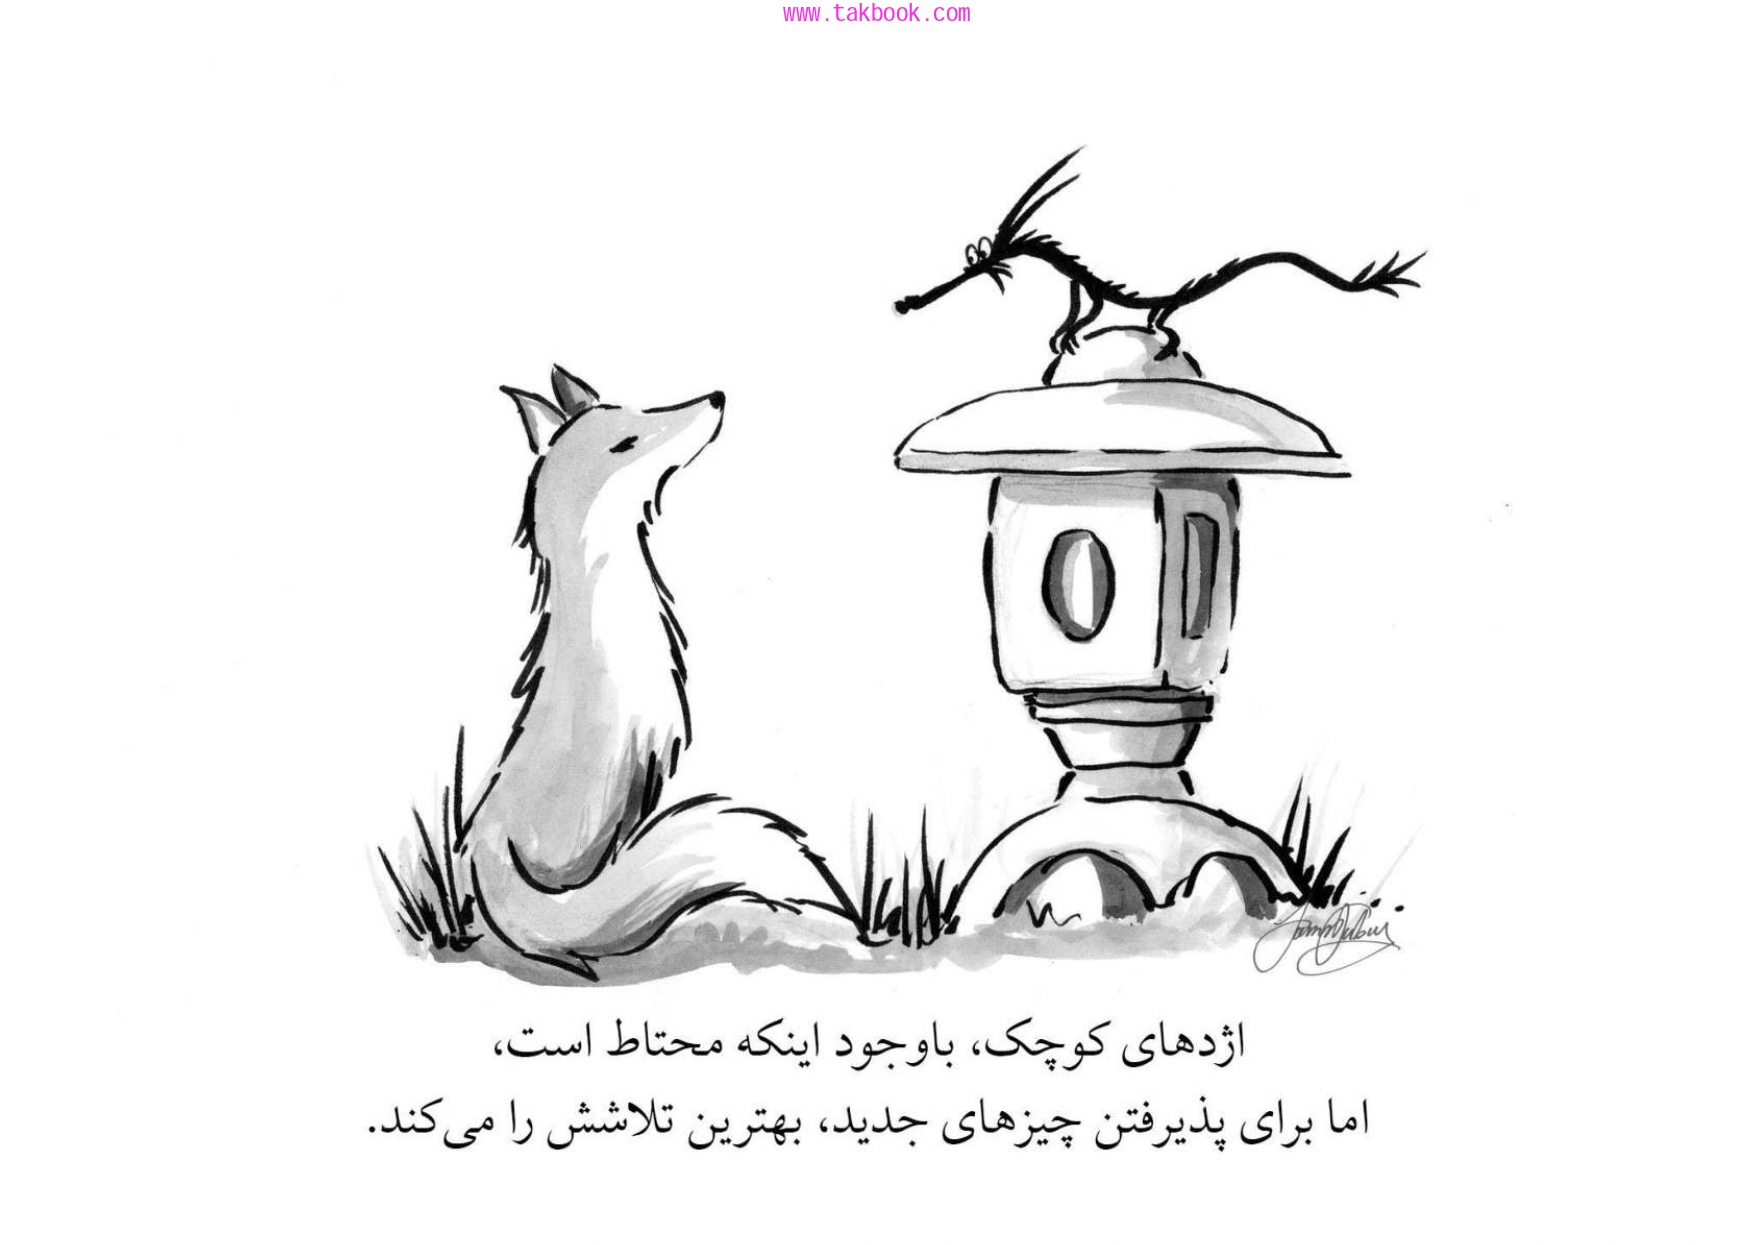 www.takbook.com
اژدهای کوچک، باوجود اینکه محتاط است،
اما برای پذیرفتن چیزهای جدید، بهترین تلاشش را می‌کند.